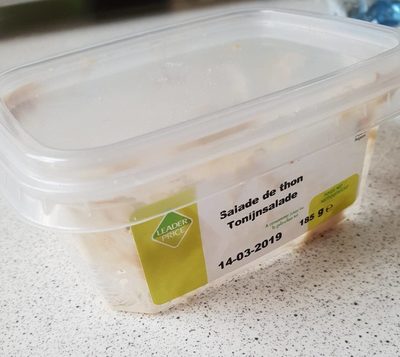 LEADER
PRICE
Salade de thon
Tonijnsalade
14-03-2019
185 g e